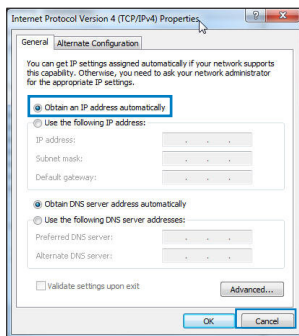 Internet Protocol Version 4 (TCP/IPv4) Properties
General
Alternate Configuration
You can get IP settings assigned automatically if your network supports
this capability. Otherwise, you need to ask your network administrator
for the appropriate IP settings.
Obtain an IP address automatically
Use the following IP address:
IP address:
Subnet mask:
Default gateway:
Obtain DNS server address automatically
Use the following DNS server addresses:
Preferred DNS server:
Alternate DNS server:
Validate settings upon exit
Advanced...
OK
Cancel